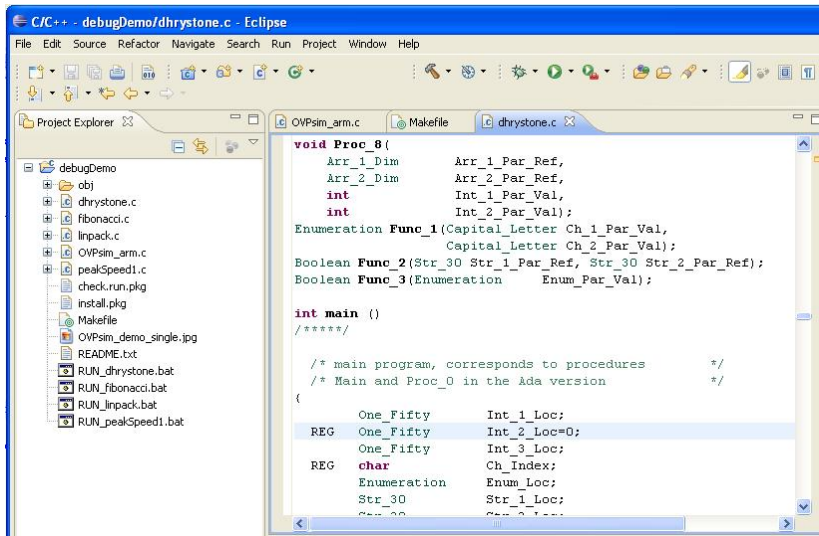 C/C++ - debugDemo/dhrystone.c - Eclipse
File Edit Source Refactor Navigate Search Run Project Window Help
Project Explorer
debugDemo
obj
dhrystone.c
fibonacci.c
linpack.c
OVPsim_arm.c
peakSpeed1.c
check.run.pkg
install.pkg
Makefile
OVPsim_demo_single.jpg
README.txt
RUN_dhrystone.bat
RUN_fibonacci.bat
RUN_linpack.bat
RUN_peakSpeed1.bat
OVPsim_arm.c Makefile dhrystone.c
void Proc_8(
Arr_1_Dim Arr_1_Par_Ref,
Arr_2_Dim Arr_2_Par_Ref,
int Int_1_Par_Val,
int Int_2_Par_Val);
Enumeration Func_1(Capital_Letter Ch_1_Par_Val,
Capital_Letter Ch_2_Par_Val);
Boolean Func_2(Str_30 Str_1_Par_Ref, Str_30 Str_2_Par_Ref);
Boolean Func_3(Enumeration Enum_Par_Val);
int main ()
/*****/
/* main program, corresponds to procedures */
/* Main and Proc_0 in the Ada version */
{
One_Fifty Int_1_Loc;
REG One_Fifty Int_2_Loc=0;
One_Fifty Int_3_Loc;
REG char Ch_Index;
Enumeration Enum_Loc;
Str_30 Str_1_Loc;